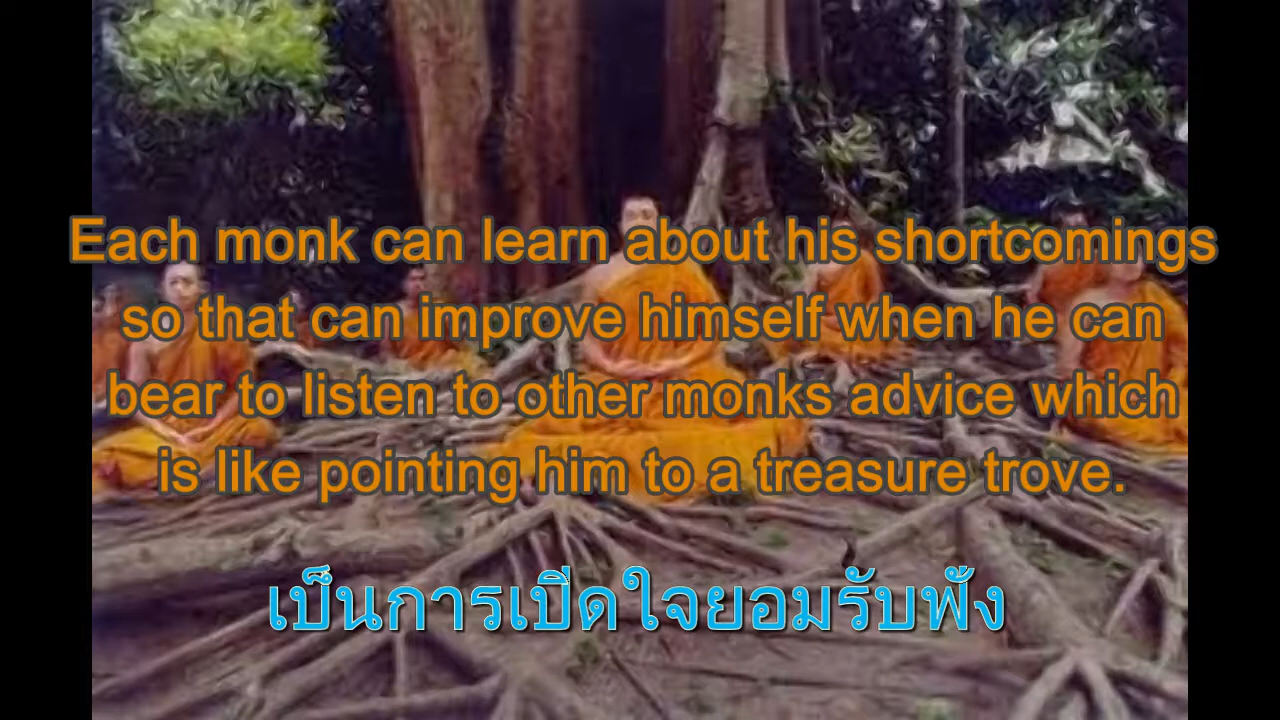 Each monk can learn about his shortcomings
so that can improve himself when he can
bear to listen to other monks advice which
is like pointing him to a treasure trove.
เป็นการเปิดใจยอมรับฟัง